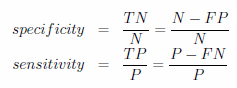 specificity = TN/N = N − FP/N
sensitivity = TP/P = P − FN/P